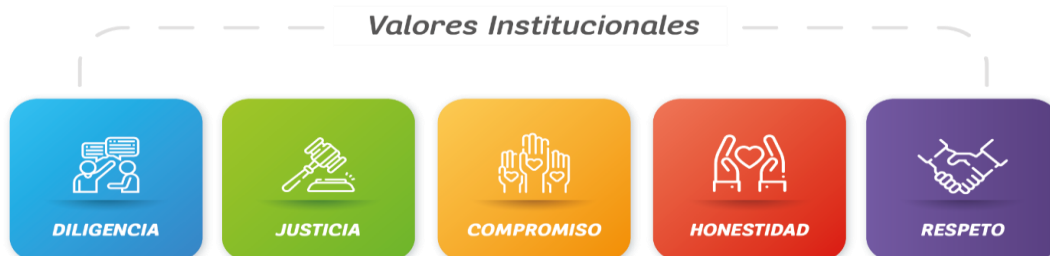 Valores Institucionales
DILIGENCIA
JUSTICIA
COMPROMISO
HONESTIDAD
RESPETO